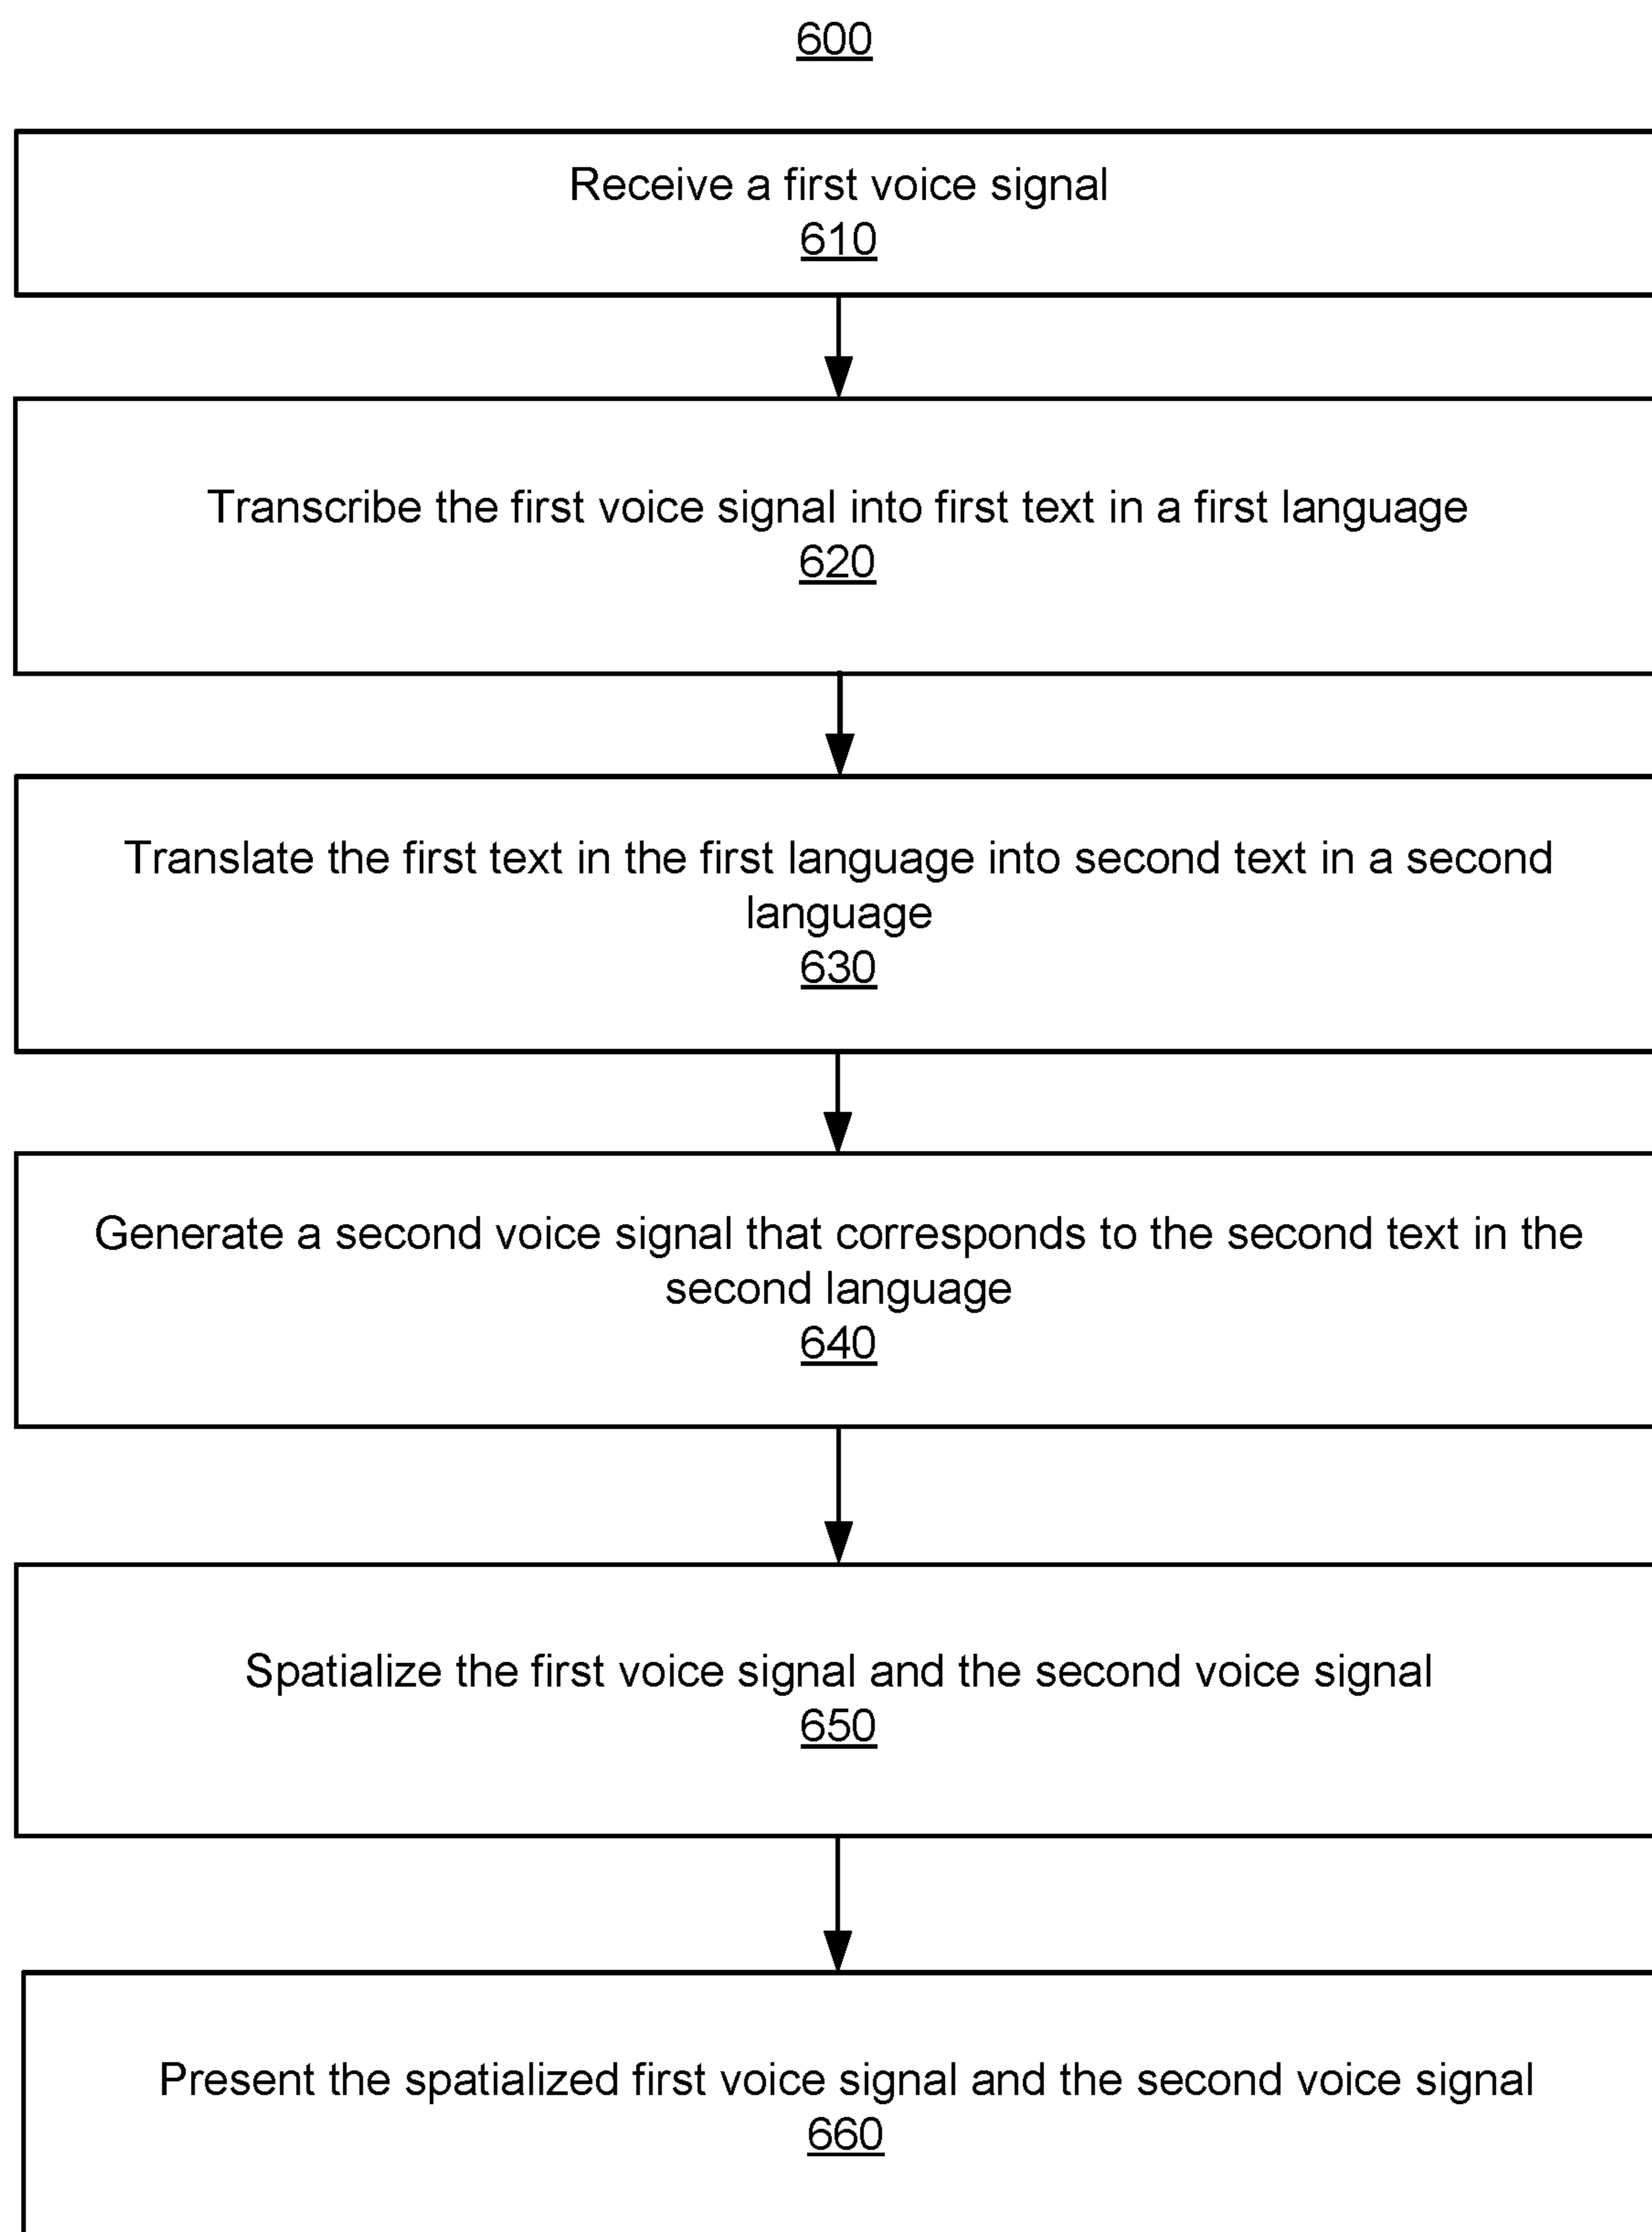 600
Receive a first voice signal
610
Transcribe the first voice signal into first text in a first language
620
Translate the first text in the first language into second text in a second
language
630
Generate a second voice signal that corresponds to the second text in the
second language
640
Spatialize the first voice signal and the second voice signal
650
Present the spatialized first voice signal and the second voice signal
660